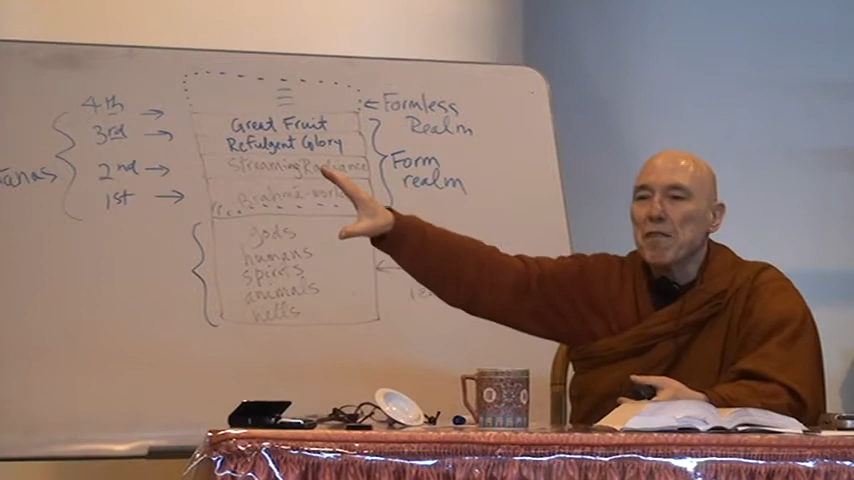 4th → Great Fruit ← Formless Realm
3rd → Refulgent Glory
2nd → Streaming Radiance Form realm
1st → Brahma-world
gods
humans
spirits
animals
hells